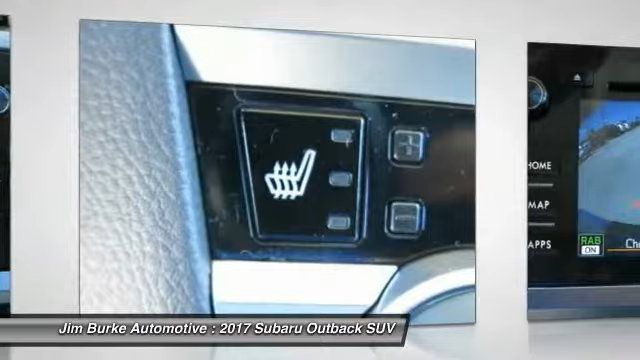 HOME
MAP
APPS
RAB
ON
Jim Burke Automotive : 2017 Subaru Outback SUV